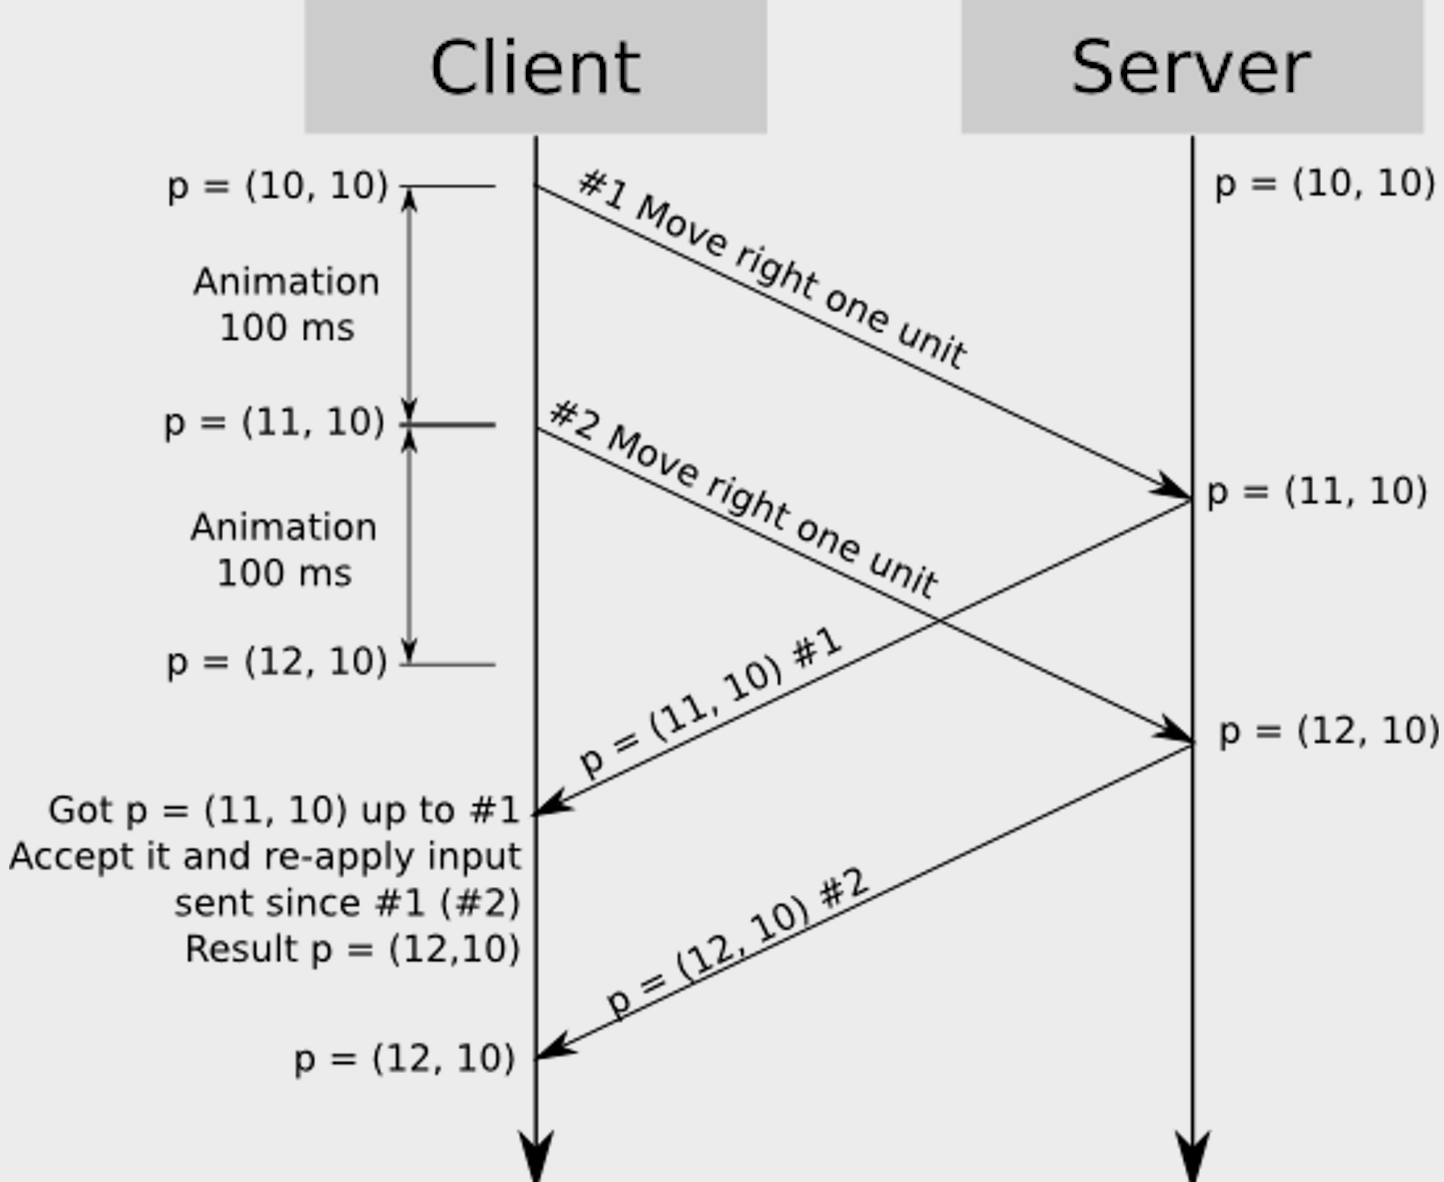 Client
Server
p = (10, 10)
#1 Move right one unit
p = (10, 10)
Animation
100 ms
p = (11, 10)
#2 Move right one unit
p = (11, 10)
Animation
100 ms
p = (12, 10)
p = (11, 10) #1
p = (12, 10)
Got p = (11, 10) up to #1
Accept it and re-apply input
sent since #1 (#2)
Result p = (12,10)
p = (12, 10) #2
p = (12, 10)